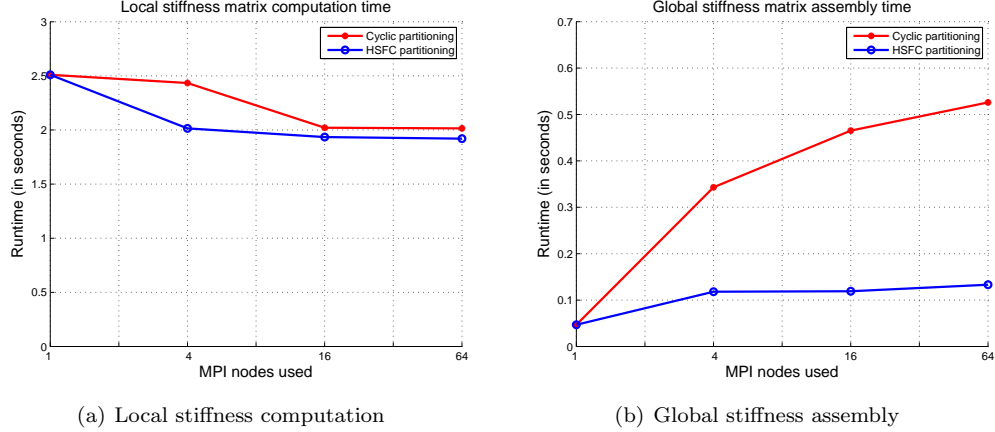 Local stiffness matrix computation time
3
2.5
2
1.5
1
0.5
0
1
4
16
64
Runtime (in seconds)
MPI nodes used
Cyclic partitioning
HSFC partitioning
(a) Local stiffness computation
Global stiffness matrix assembly time
0.7
0.6
0.5
0.4
0.3
0.2
0.1
0
1
4
16
64
Runtime (in seconds)
MPI nodes used
Cyclic partitioning
HSFC partitioning
(b) Global stiffness assembly